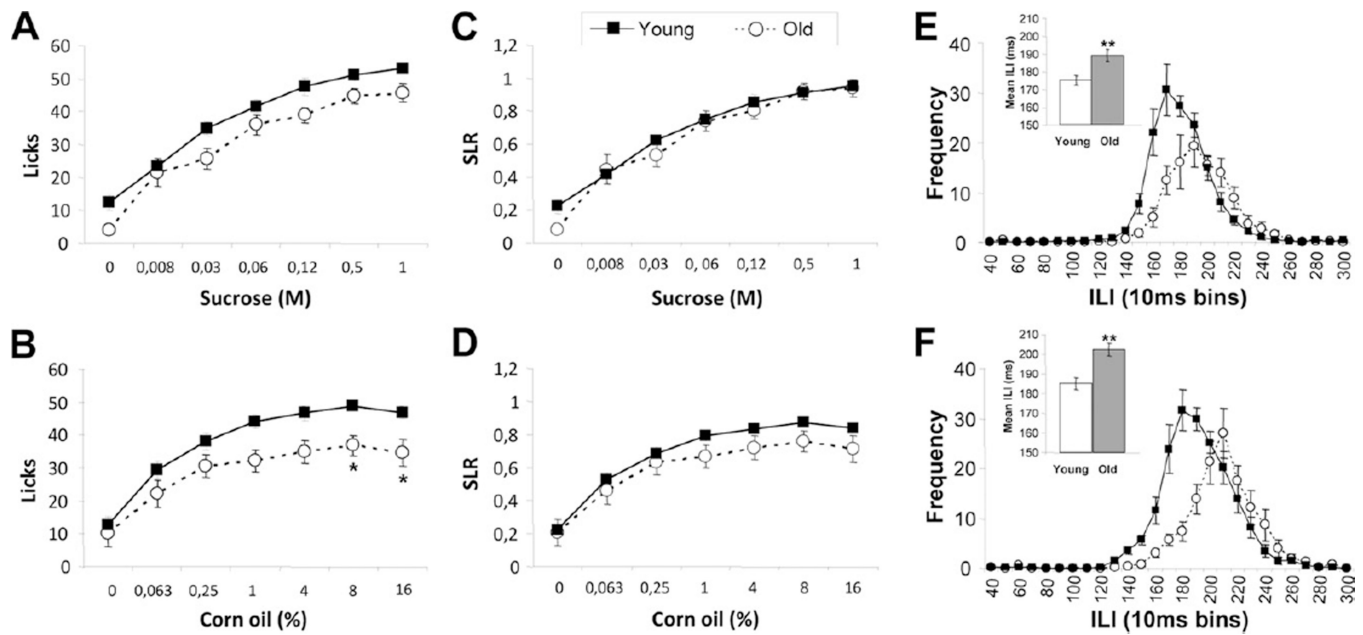 A
60
50
40
30
20
10
0
Licks
0 0,008 0,03 0,06 0,12 0,5 1
Sucrose (M)
C
Young Old
1,2
1
0,8
0,6
0,4
0,2
0
SLR
0 0,008 0,03 0,06 0,12 0,5 1
Sucrose (M)
E
40
30
20
10
0
Frequency
210
200
190
180
170
160
150
Mean ILI (ms)
**
Young Old
40 60 80 100 120 140 160 180 200 220 240 260 280 300
ILI (10ms bins)
B
60
50
40
30
20
10
0
Licks
* *
0 0,063 0,25 1 4 8 16
Corn oil (%)
D
1,2
1
0,8
0,6
0,4
0,2
0
SLR
0 0,063 0,25 1 4 8 16
Corn oil (%)
F
40
30
20
10
0
Frequency
210
200
190
180
170
160
150
Mean ILI (ms)
**
Young Old
40 60 80 100 120 140 160 180 200 220 240 260 280 300
ILI (10ms bins)